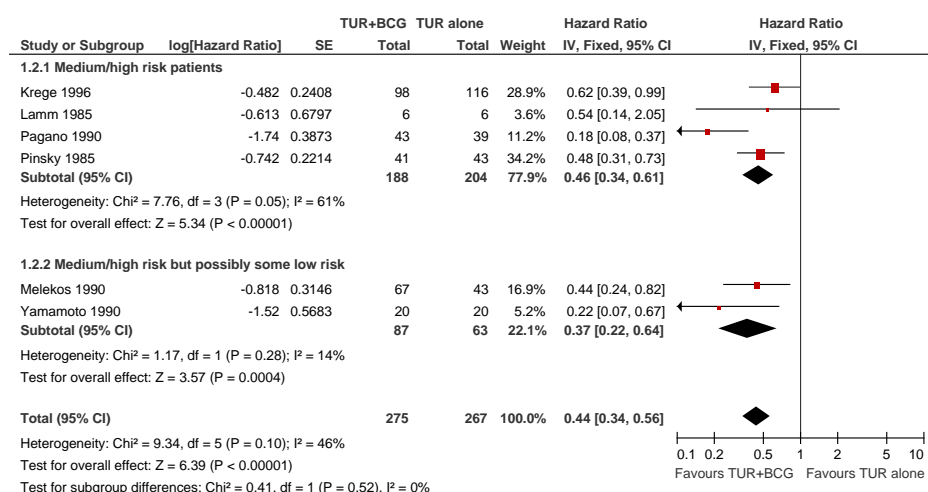 TUR+BCG TUR alone Hazard Ratio Hazard Ratio
Study or Subgroup log[Hazard Ratio] SE Total Total Weight IV, Fixed, 95% CI IV, Fixed, 95% CI
1.2.1 Medium/high risk patients
Krege 1996 -0.482 0.2408 98 116 28.9% 0.62 [0.39, 0.99]
Lamm 1985 -0.613 0.6797 6 6 3.6% 0.54 [0.14, 2.05]
Pagano 1990 -1.74 0.3873 43 39 11.2% 0.18 [0.08, 0.37]
Pinsky 1985 -0.742 0.2214 41 43 34.2% 0.48 [0.31, 0.73]
Subtotal (95% CI) 188 204 77.9% 0.46 [0.34, 0.61]
Heterogeneity: Chi² = 7.76, df = 3 (P = 0.05); I² = 61%
Test for overall effect: Z = 5.34 (P < 0.00001)
1.2.2 Medium/high risk but possibly some low risk
Melekos 1990 -0.818 0.3146 67 43 16.9% 0.44 [0.24, 0.82]
Yamamoto 1990 -1.52 0.5683 20 20 5.2% 0.22 [0.07, 0.67]
Subtotal (95% CI) 87 63 22.1% 0.37 [0.22, 0.64]
Heterogeneity: Chi² = 1.17, df = 1 (P = 0.28); I² = 14%
Test for overall effect: Z = 3.57 (P = 0.0004)
Total (95% CI) 275 267 100.0% 0.44 [0.34, 0.56]
Heterogeneity: Chi² = 9.34, df = 5 (P = 0.10); I² = 46%
0.1 0.2 0.5 1 2 5 10
Test for overall effect: Z = 6.39 (P < 0.00001)
Favours TUR+BCG Favours TUR alone
Test for subgroup differences: Chi² = 0.41, df = 1 (P = 0.52), I² = 0%